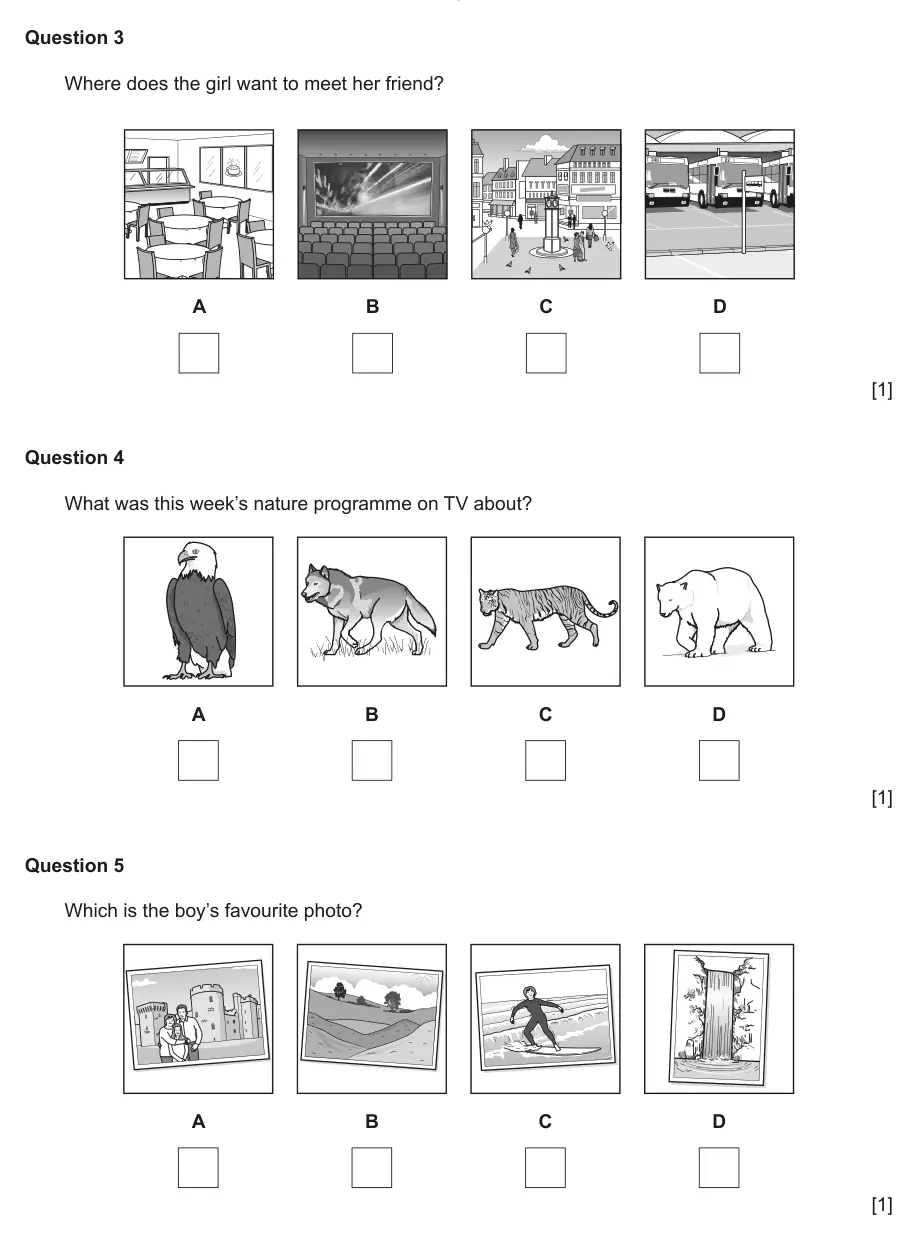 Question 3
Where does the girl want to meet her friend?
A B C D
[1]
Question 4
What was this week's nature programme on TV about?
A B C D
[1]
Question 5
Which is the boy's favourite photo?
A B C D
[1]